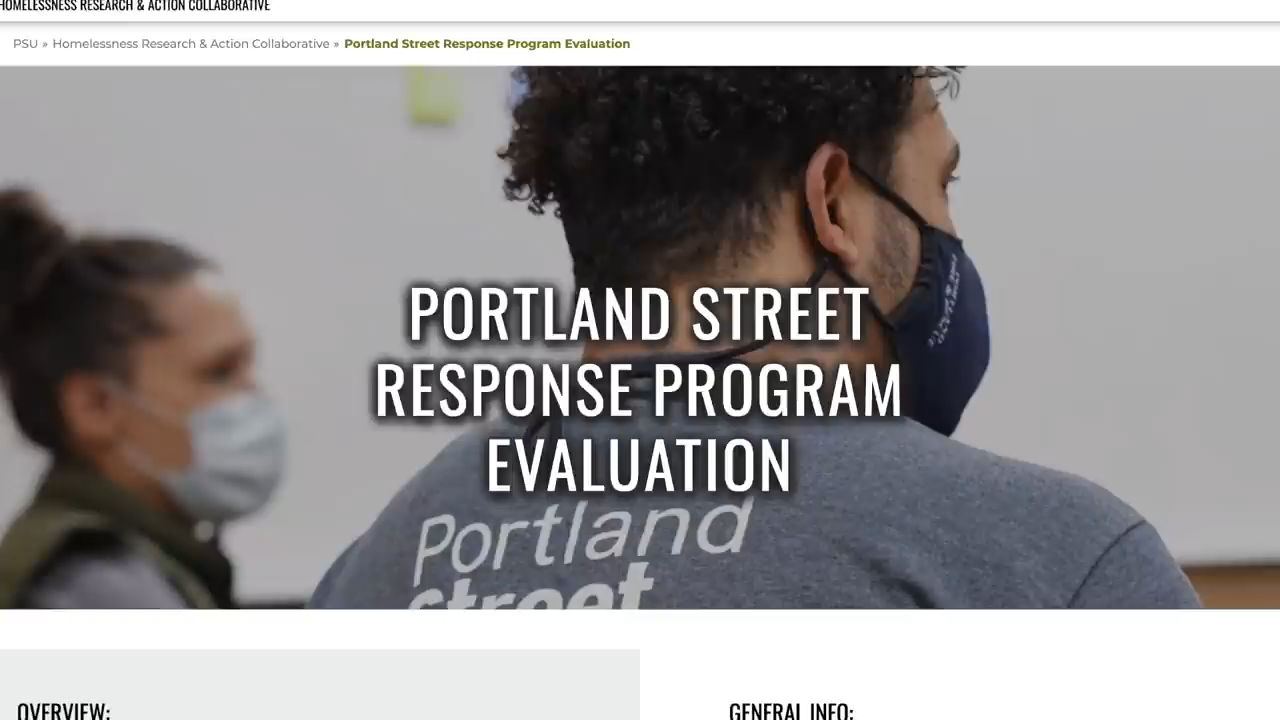 HOMELESSNESS RESEARCH & ACTION COLLABORATIVE
PSU » Homelessness Research & Action Collaborative » Portland Street Response Program Evaluation
PORTLAND STREET
RESPONSE PROGRAM
EVALUATION
Portland
street
OVERVIEW:
GENERAL INFO: